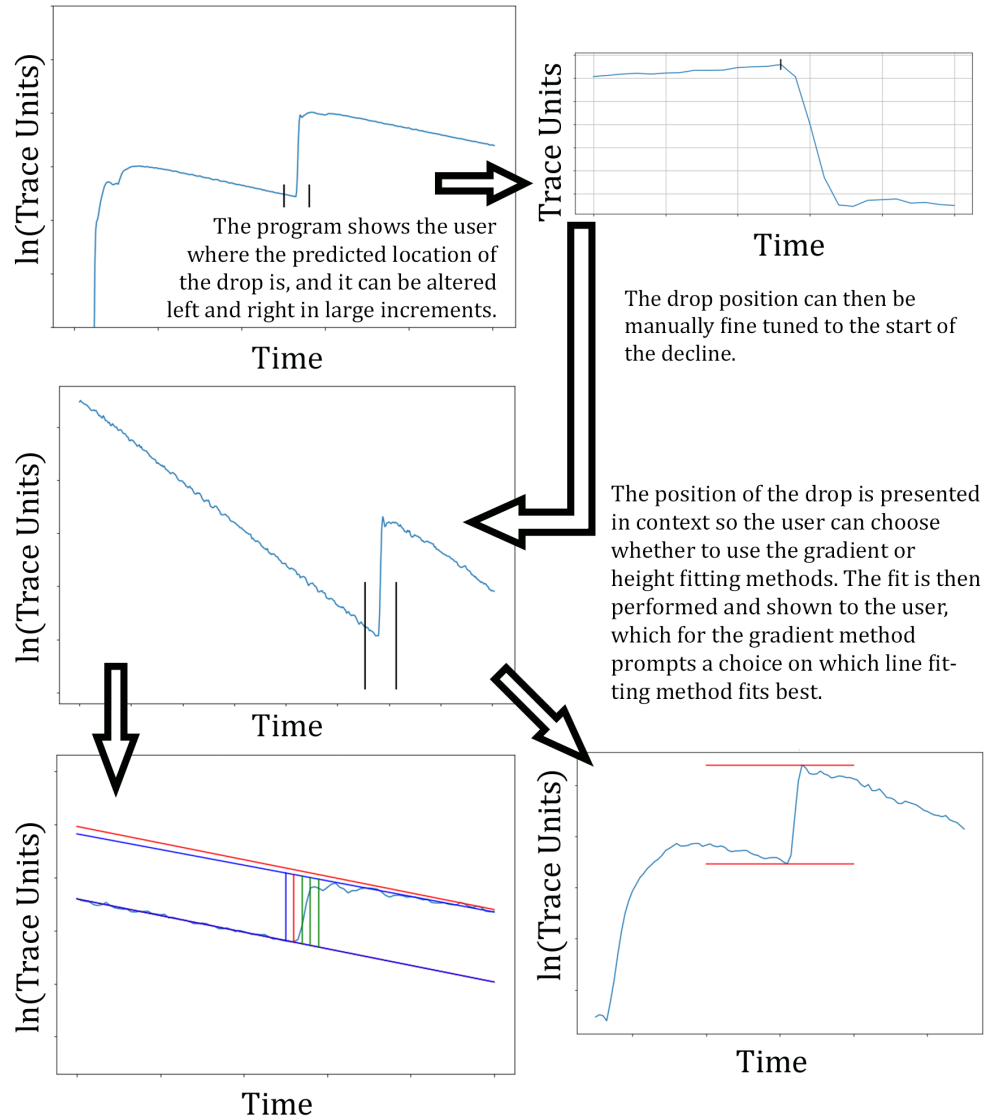 ln(Trace Units)
The program shows the user
where the predicted location of
the drop is, and it can be altered
left and right in large increments.
Time
Trace Units
Time
The drop position can then be
manually fine tuned to the start of
the decline.
ln(Trace Units)
Time
The position of the drop is presented
in context so the user can choose
whether to use the gradient or
height fitting methods. The fit is then
performed and shown to the user,
which for the gradient method
prompts a choice on which line fit-
ting method fits best.
ln(Trace Units)
Time
ln(Trace Units)
Time